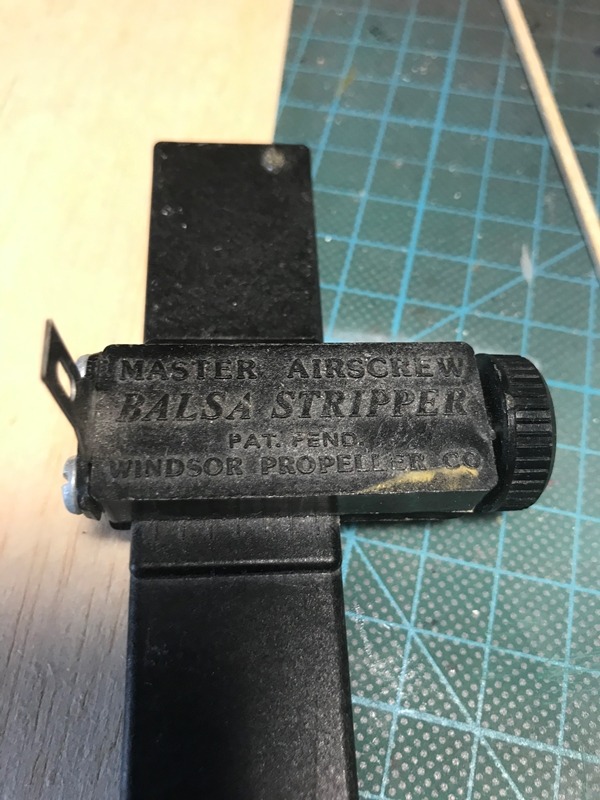 MASTER AIRSCREW
BALSA STRIPPER
PAT. PEND.
WINDSOR PROPELLER CO